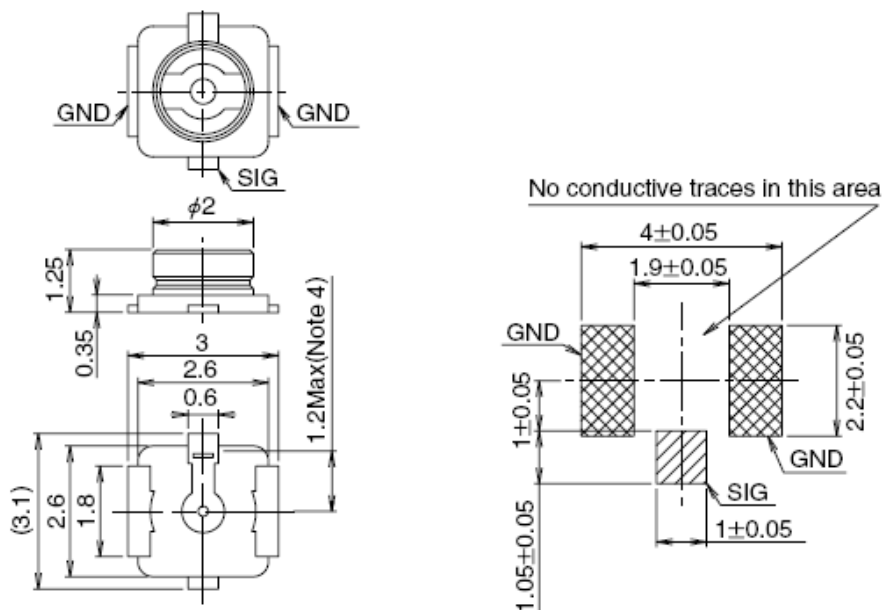 GND
GND
SIG
ϕ2
1.25
0.35
3
2.6
0.6
1.2Max(Note 4)
(3.1)
2.6
1.8
No conductive traces in this area
4±0.05
1.9±0.05
GND
1±0.05
2.2±0.05
GND
SIG
1.05±0.05
1±0.05